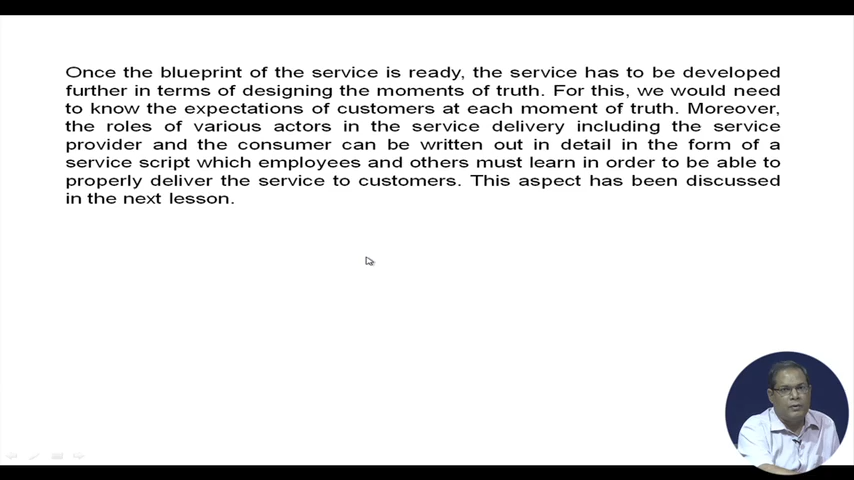 Once the blueprint of the service is ready, the service has to be developed
further in terms of designing the moments of truth. For this, we would need
to know the expectations of customers at each moment of truth. Moreover,
the roles of various actors in the service delivery including the service
provider and the consumer can be written out in detail in the form of a
service script which employees and others must learn in order to be able to
properly deliver the service to customers. This aspect has been discussed
in the next lesson.